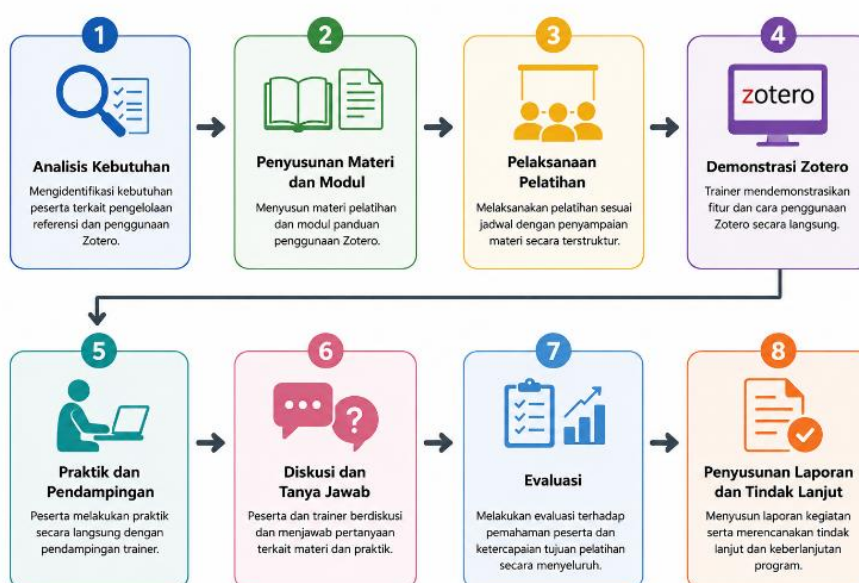 1
Analisis Kebutuhan
Mengidentifikasi kebutuhan
peserta terkait pengelolaan
referensi dan penggunaan
Zotero.
2
Penyusunan Materi
dan Modul
Menyusun materi pelatihan
dan modul panduan
penggunaan Zotero.
3
Pelaksanaan
Pelatihan
Melaksanakan pelatihan sesuai
jadwal dengan penyampaian
materi secara terstruktur.
4
zotero
Demonstrasi Zotero
Trainer mendemonstrasikan
fitur dan cara penggunaan
Zotero secara langsung.
5
Praktik dan
Pendampingan
Peserta melakukan praktik
secara langsung dengan
pendampingan trainer.
6
?
Diskusi dan
Tanya Jawab
Peserta dan trainer berdiskusi
dan menjawab pertanyaan
terkait materi dan praktik.
7
Evaluasi
Melakukan evaluasi terhadap
pemahaman peserta dan
ketercapaian tujuan pelatihan
secara menyeluruh.
8
Penyusunan Laporan
dan Tindak Lanjut
Menyusun laporan kegiatan
serta merencanakan tindak
lanjut dan keberlanjutan
program.